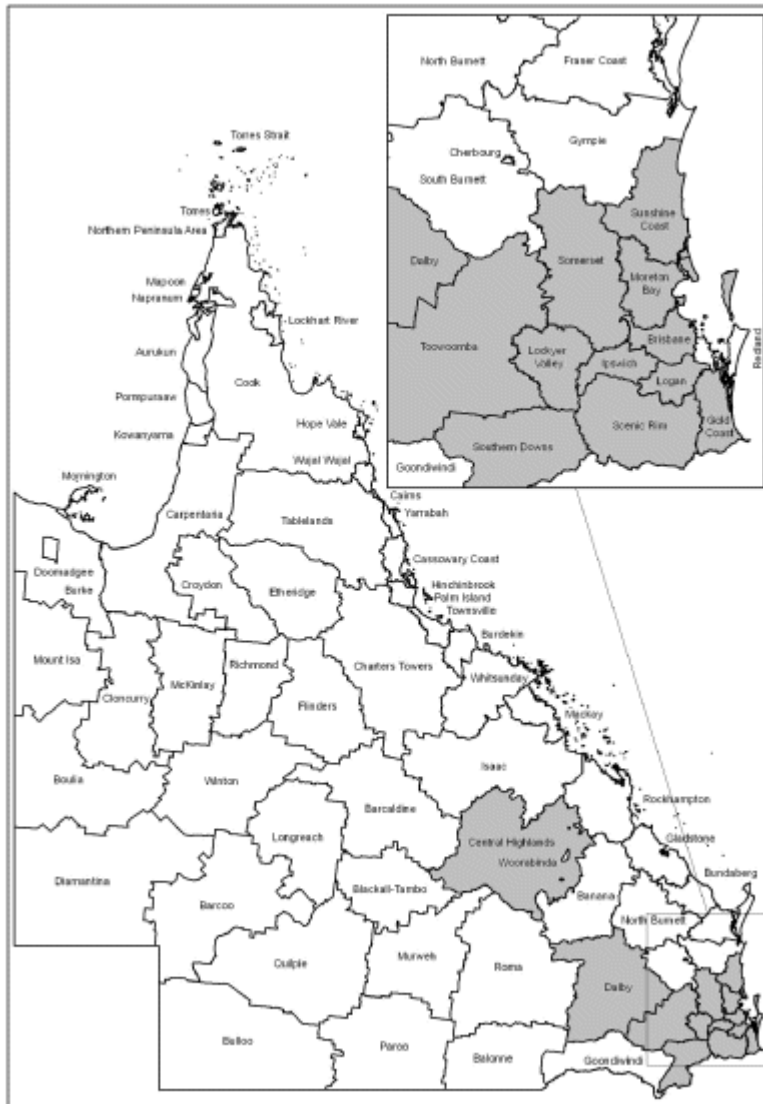 North Burnett
Fraser Coast
Gympie
Cherbourg
South Burnett
Sunshine
Coast
Dalby
Somerset
Moreton
Bay
Toowoomba
Brisbane
Redland
Lockyer
Valley
Ipswich
Logan
Gold
Coast
Scenic Rim
Southern Downs
Goondiwindi
Torres Strait
Torres
Northern Peninsula Area
Mapoon
Napranum
Lockhart River
Aurukun
Cook
Pormpuraaw
Kowanyama
Hope Vale
Wujal Wujal
Mornington
Cairns
Yarrabah
Carpentaria
Tablelands
Cassowary Coast
Doomadgee
Croydon
Etheridge
Hinchinbrook
Burke
Palm Island
Townsville
Burdekin
Mount Isa
Richmond
Charters Towers
McKinlay
Whitsunday
Cloncurry
Flinders
Mackay
Isaac
Boulia
Winton
Barcaldine
Rockhampton
Longreach
Central Highlands
Gladstone
Woorabinda
Diamantina
Blackall-Tambo
Bundaberg
Barcoo
Banana
North Burnett
Quilpie
Murweh
Roma
Dalby
Bulloo
Paroo
Balonne
Goondiwindi